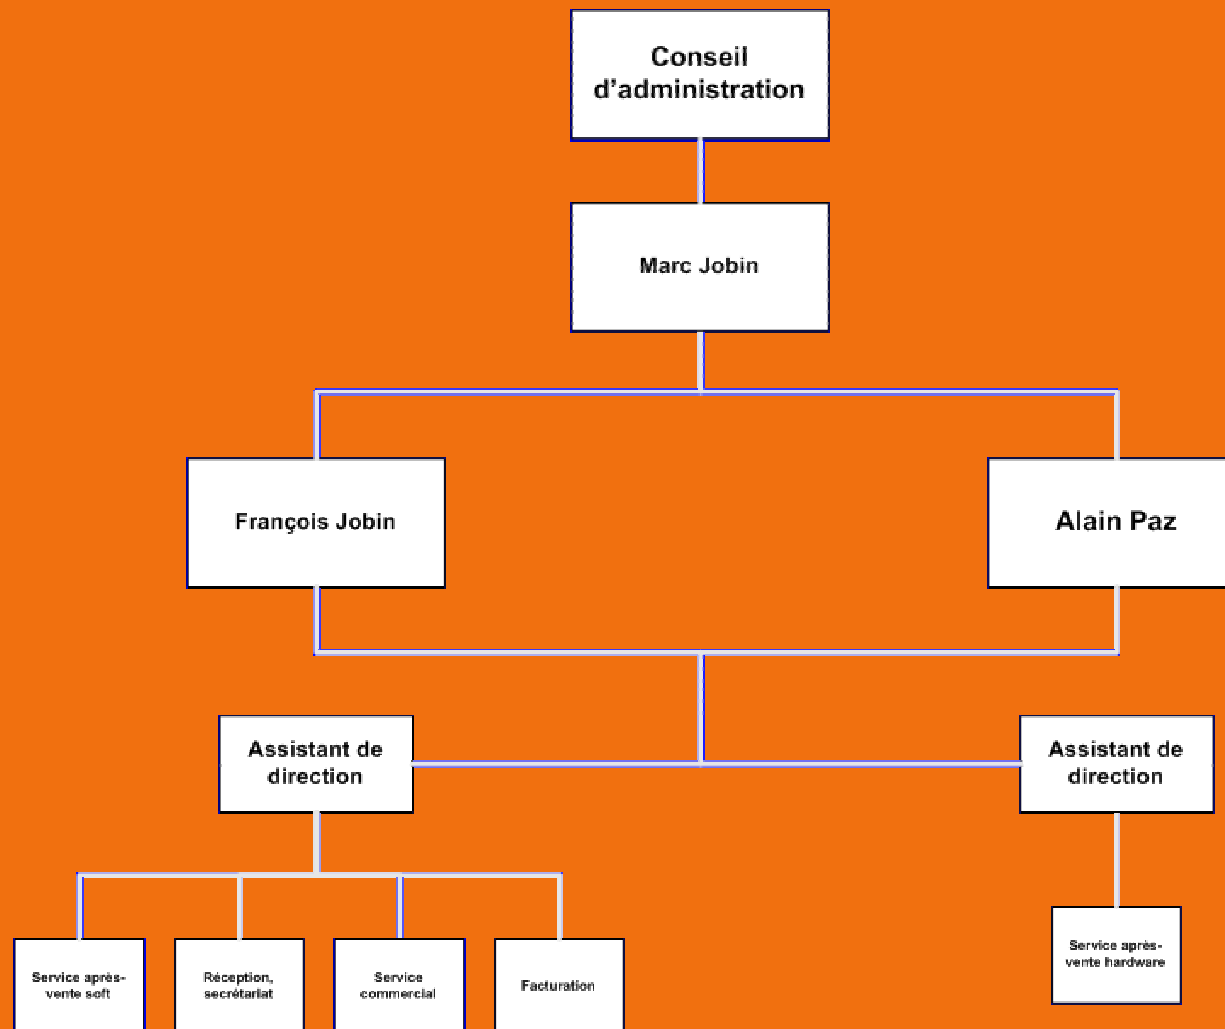 Conseil
d’administration
Marc Jobin
François Jobin
Alain Paz
Assistant de
direction
Assistant de
direction
Service après-
vente hardware
Service après-
vente soft
Réception,
secrétariat
Service
commercial
Facturation